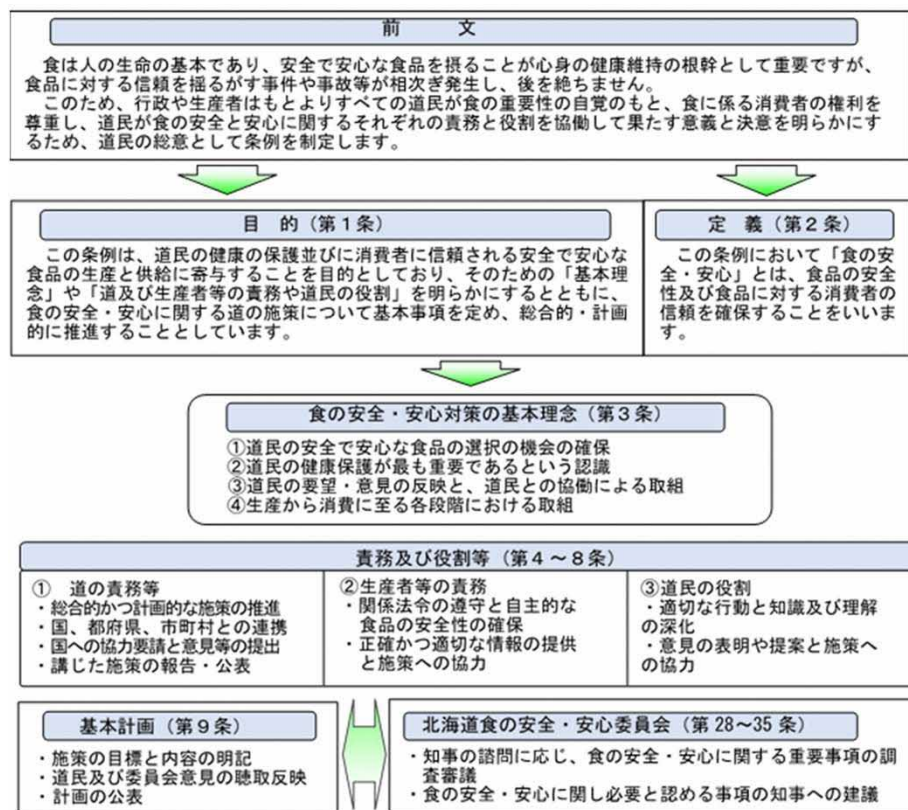 前　　文
食は人の生命の基本であり、安全で安心な食品を摂ることが心身の健康維持の根幹として重要ですが、
食品に対する信頼を揺るがす事件や事故等が相次ぎ発生し、後を絶ちません。
このため、行政や生産者はもとよりすべての道民が食の重要性の自覚のもと、食に係る消費者の権利を
尊重し、道民が食の安全と安心に関するそれぞれの責務と役割を協働して果たす意義と決意を明らかにす
るため、道民の総意として条例を制定します。
目 的（第１条）
この条例は、道民の健康の保護並びに消費者に信頼される安全で安心な
食品の生産と供給に寄与することを目的としており、そのための「基本理
念」や「道及び生産者等の責務や道民の役割」を明らかにするとともに、
食の安全・安心に関する道の施策について基本事項を定め、総合的・計画
的に推進することとしています。
定 義（第２条）
この条例において「食の安
全・安心」とは、食品の安全
性及び食品に対する消費者の
信頼を確保することをいいま
す。
食の安全・安心対策の基本理念（第３条）
①道民の安全で安心な食品の選択の機会の確保
②道民の健康保護が最も重要であるという認識
③道民の要望・意見の反映と、道民との協働による取組
④生産から消費に至る各段階における取組
責務及び役割等（第４～８条）
①　道の責務等
・総合的かつ計画的な施策の推進
・国、都府県、市町村との連携
・国への協力要請と意見等の提出
・講じた施策の報告・公表
②生産者等の責務
・関係法令の遵守と自主的な
食品の安全性の確保
・正確かつ適切な情報の提供
と施策への協力
③道民の役割
・適切な行動と知識及び理解
の深化
・意見の表明や提案と施策へ
の協力
基本計画（第９条）
・施策の目標と内容の明記
・道民及び委員会意見の聴取反映
・計画の公表
北海道食の安全・安心委員会（第 28～35 条）
・知事の諮問に応じ、食の安全・安心に関する重要事項の調
査審議
・食の安全・安心に関し必要と認める事項の知事への建議